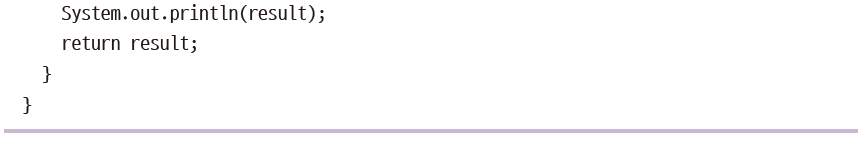 System.out.println(result);
return result;
}
}